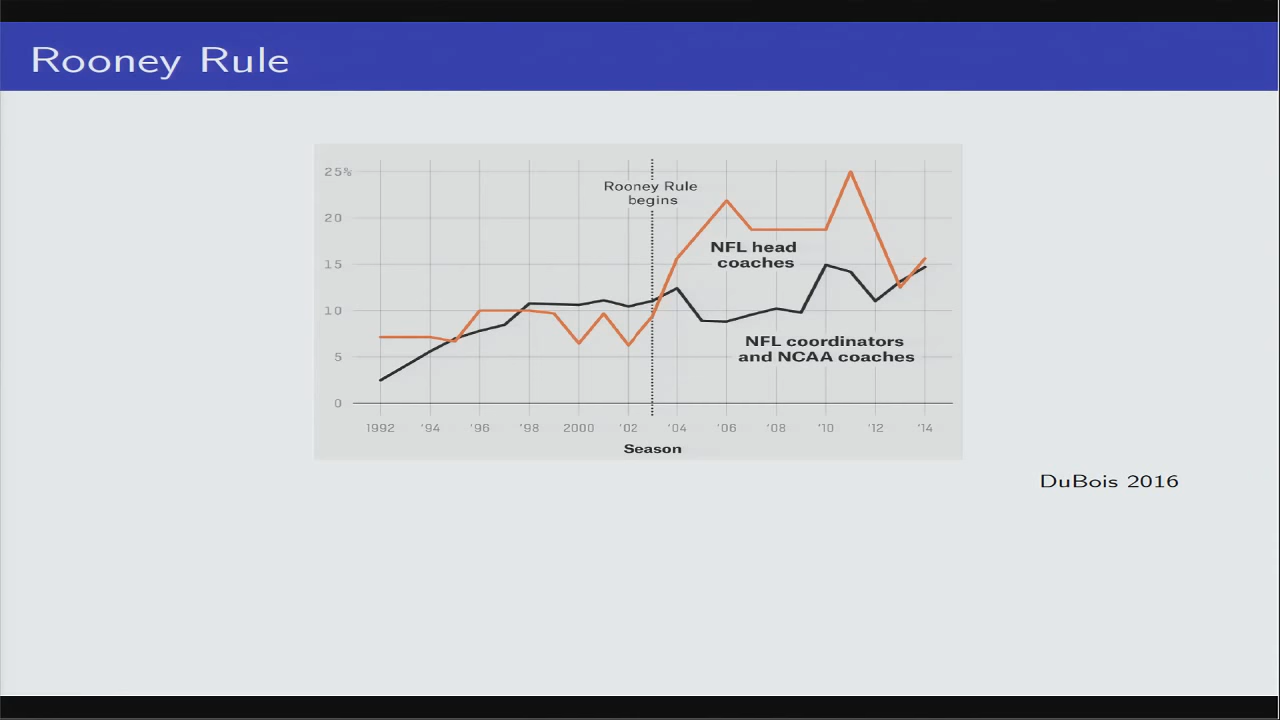 Rooney Rule
25%
20
15
10
5
0
Rooney Rule
begins
NFL head
coaches
NFL coordinators
and NCAA coaches
1992 '94 '96 '98 2000 '02 '04 '06 '08 '10 '12 '14
Season
DuBois 2016